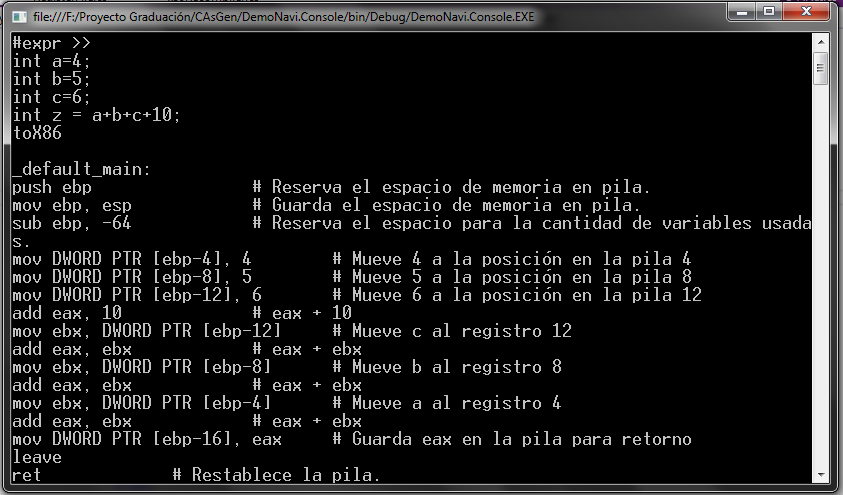 file:///F:/Proyecto Graduación/CAsGen/DemoNavi.Console/bin/Debug/DemoNavi.Console.EXE
#expr >>
int a=4;
int b=5;
int c=6;
int z = a+b+c+10;
toX86
_default_main:
push ebp # Reserva el espacio de memoria en pila.
mov ebp, esp # Guarda el espacio de memoria en pila.
sub ebp, -64 # Reserva el espacio para la cantidad de variables usada
s.
mov DWORD PTR [ebp-4], 4 # Mueve 4 a la posición en la pila 4
mov DWORD PTR [ebp-8], 5 # Mueve 5 a la posición en la pila 8
mov DWORD PTR [ebp-12], 6 # Mueve 6 a la posición en la pila 12
add eax, 10 # eax + 10
mov ebx, DWORD PTR [ebp-12] # Mueve c al registro 12
add eax, ebx # eax + ebx
mov ebx, DWORD PTR [ebp-8] # Mueve b al registro 8
add eax, ebx # eax + ebx
mov ebx, DWORD PTR [ebp-4] # Mueve a al registro 4
add eax, ebx # eax + ebx
mov DWORD PTR [ebp-16], eax # Guarda eax en la pila para retorno
leave
ret # Restablece la pila.